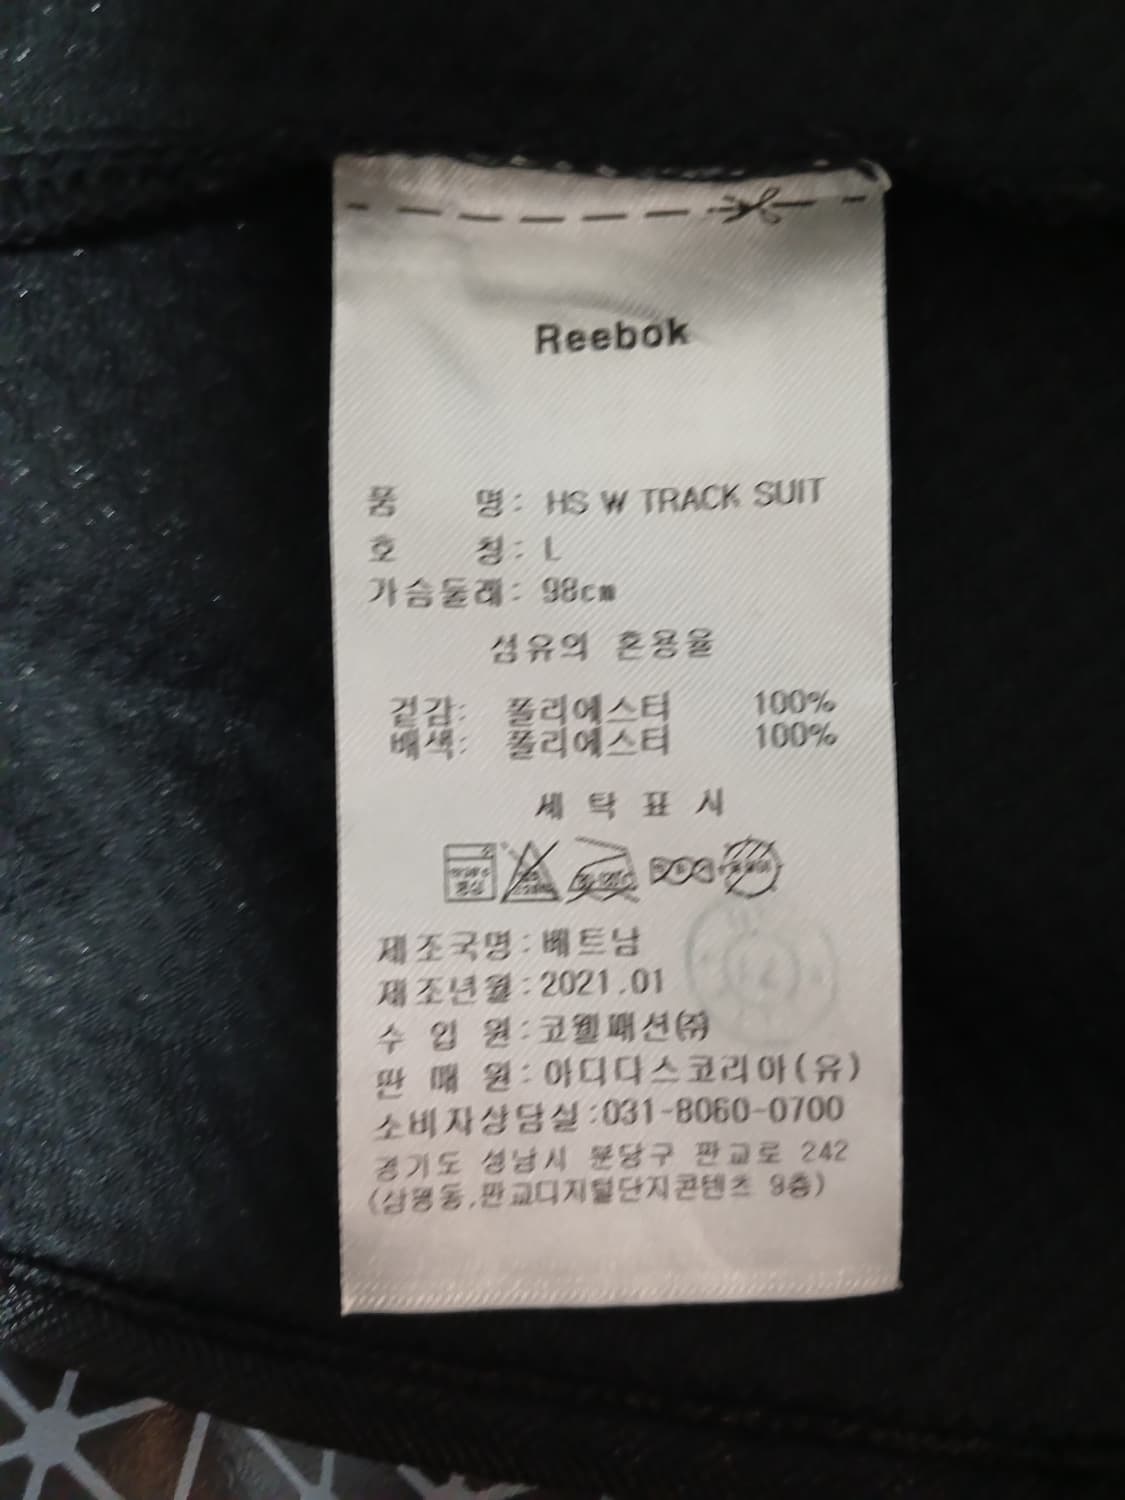 Reebok
품 명: HS W TRACK SUIT
호 칭: L
가슴둘레: 98cm
섬유의 혼용율
겉감: 폴리에스터 100%
배색: 폴리에스터 100%
세 탁 표 시
제조국명:베트남
제조년월:2021.01
수 입 원:코웰패션㈜
판 매 원:아디다스코리아(유)
소비자상담실:031-8060-0700
경기도 성남시 분당구 판교로 242
(삼평동,판교디지털단지콘텐츠 9층)